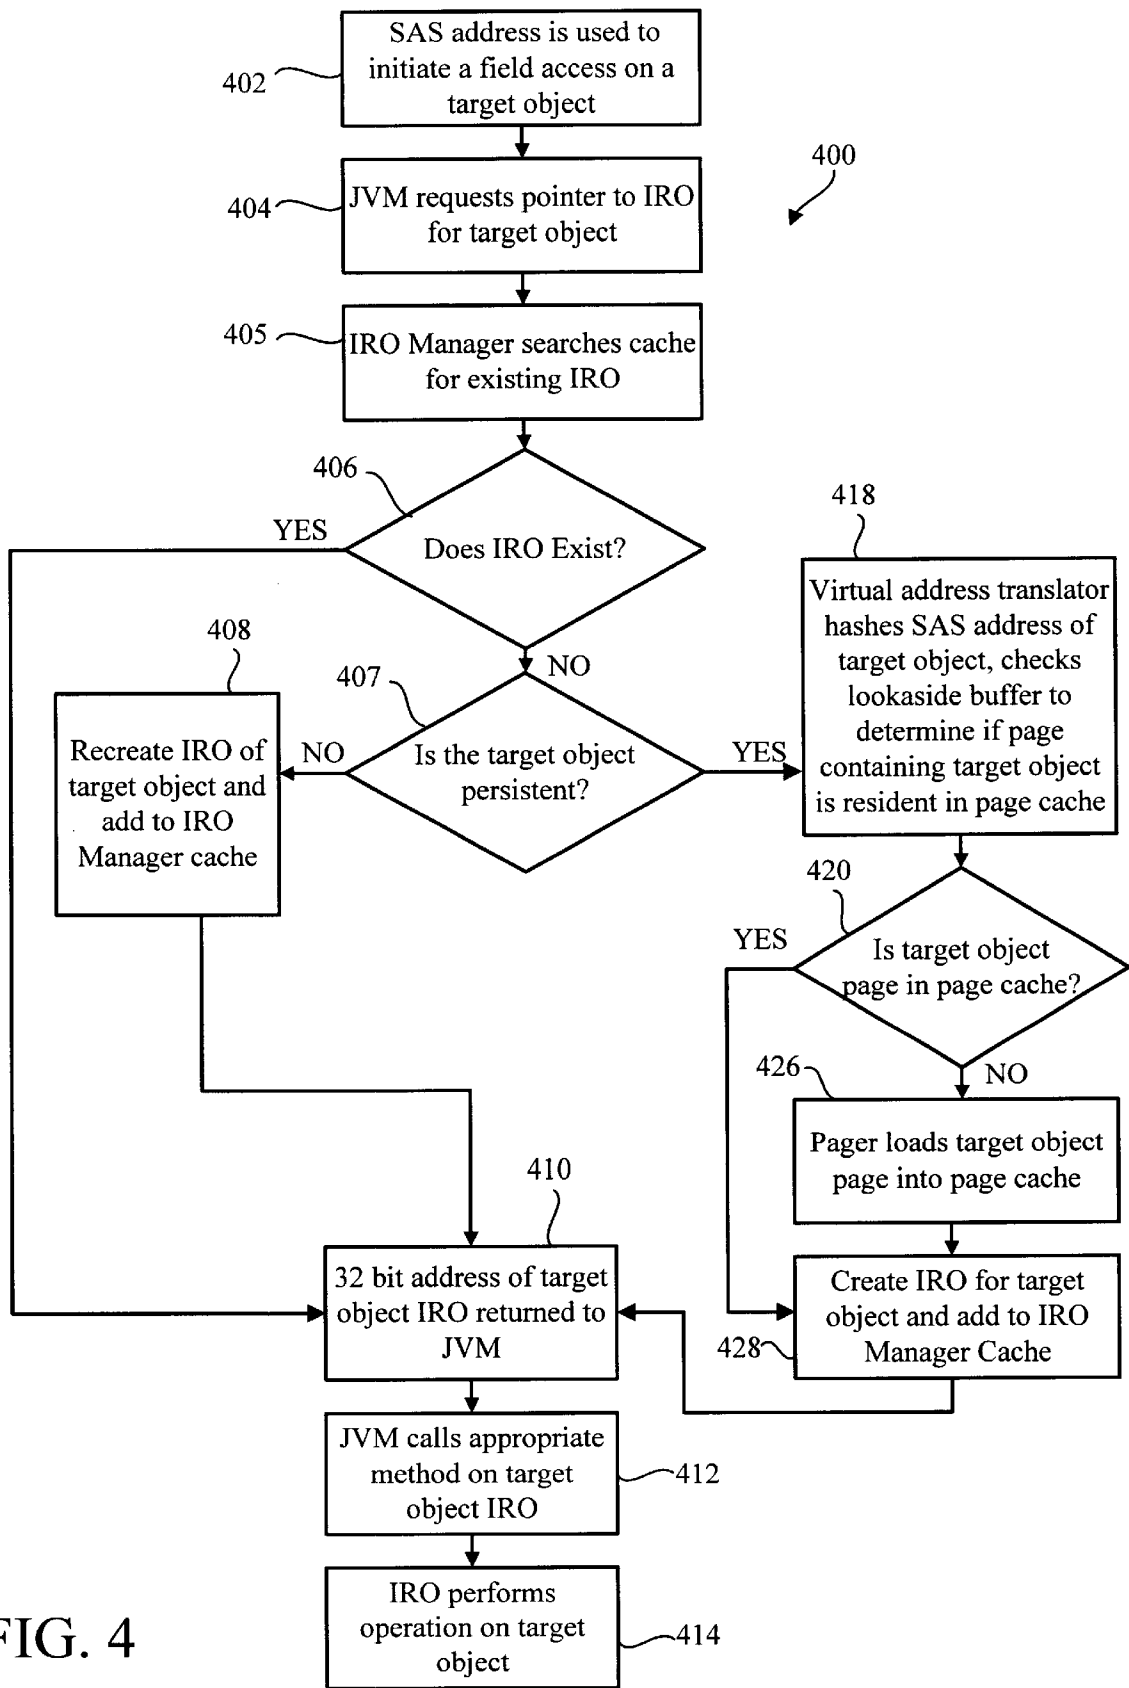 SAS address is used to
initiate a field access on a
target object
402
400
JVM requests pointer to IRO
for target object
404
IRO Manager searches cache
for existing IRO
405
406
Does IRO Exist?
YES
NO
418
Virtual address translator
hashes SAS address of
target object, checks
lookaside buffer to
determine if page
containing target object
is resident in page cache
408
Recreate IRO of
target object and
add to IRO
Manager cache
407
Is the target object
persistent?
NO
YES
420
Is target object
page in page cache?
YES
NO
426
Pager loads target object
page into page cache
410
32 bit address of target
object IRO returned to
JVM
Create IRO for target
object and add to IRO
Manager Cache
428
JVM calls appropriate
method on target
object IRO
412
IRO performs
operation on target
object
414
FIG. 4